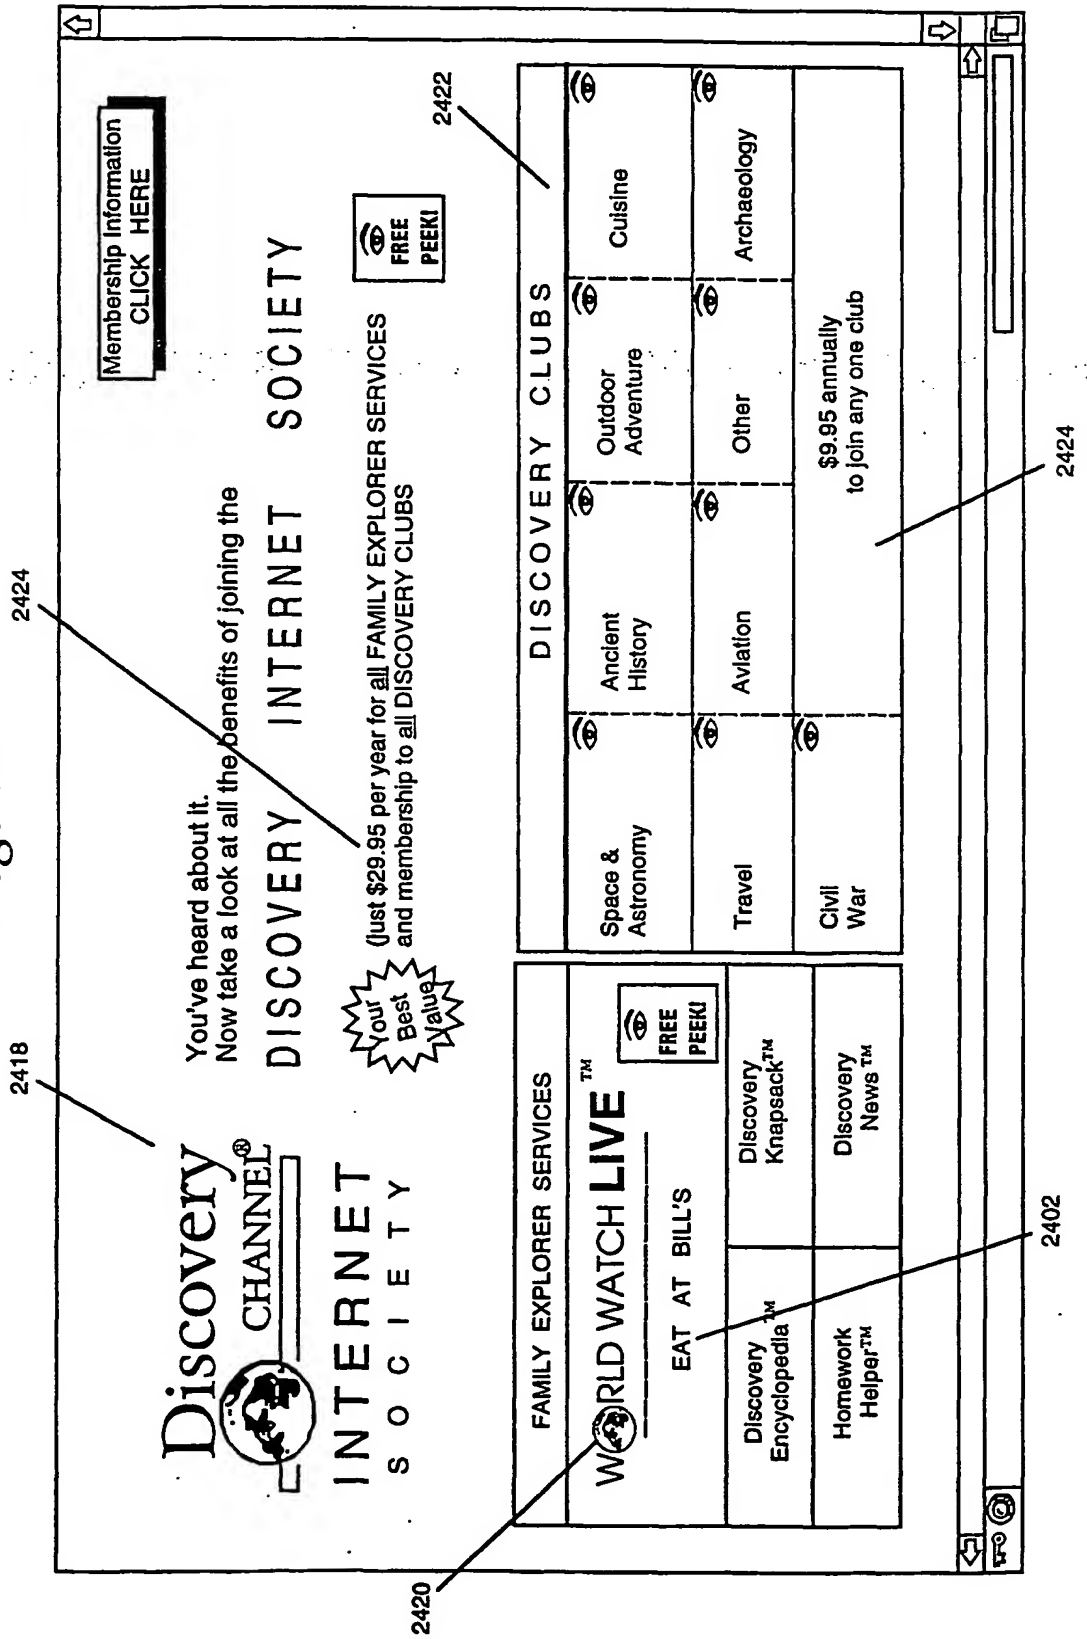 2418
2424
Discovery
CHANNEL®
INTERNET
SOCIETY
You've heard about it.
Now take a look at all the benefits of joining the
DISCOVERY INTERNET SOCIETY
Membership Information
CLICK HERE
Your
Best
Value
(just $29.95 per year for all FAMILY EXPLORER SERVICES
and membership to all DISCOVERY CLUBS
FREE
PEEK!
2420
2422
FAMILY EXPLORER SERVICES
WORLD WATCH LIVE™
EAT AT BILL'S
FREE
PEEK!
Discovery
Encyclopedia™
Discovery
Knapsack™
Homework
Helper™
Discovery
News™
DISCOVERY CLUBS
Space &
Astronomy
Ancient
History
Outdoor
Adventure
Cuisine
Travel
Aviation
Other
Archaeology
Civil
War
$9.95 annually
to join any one club
2402
2424